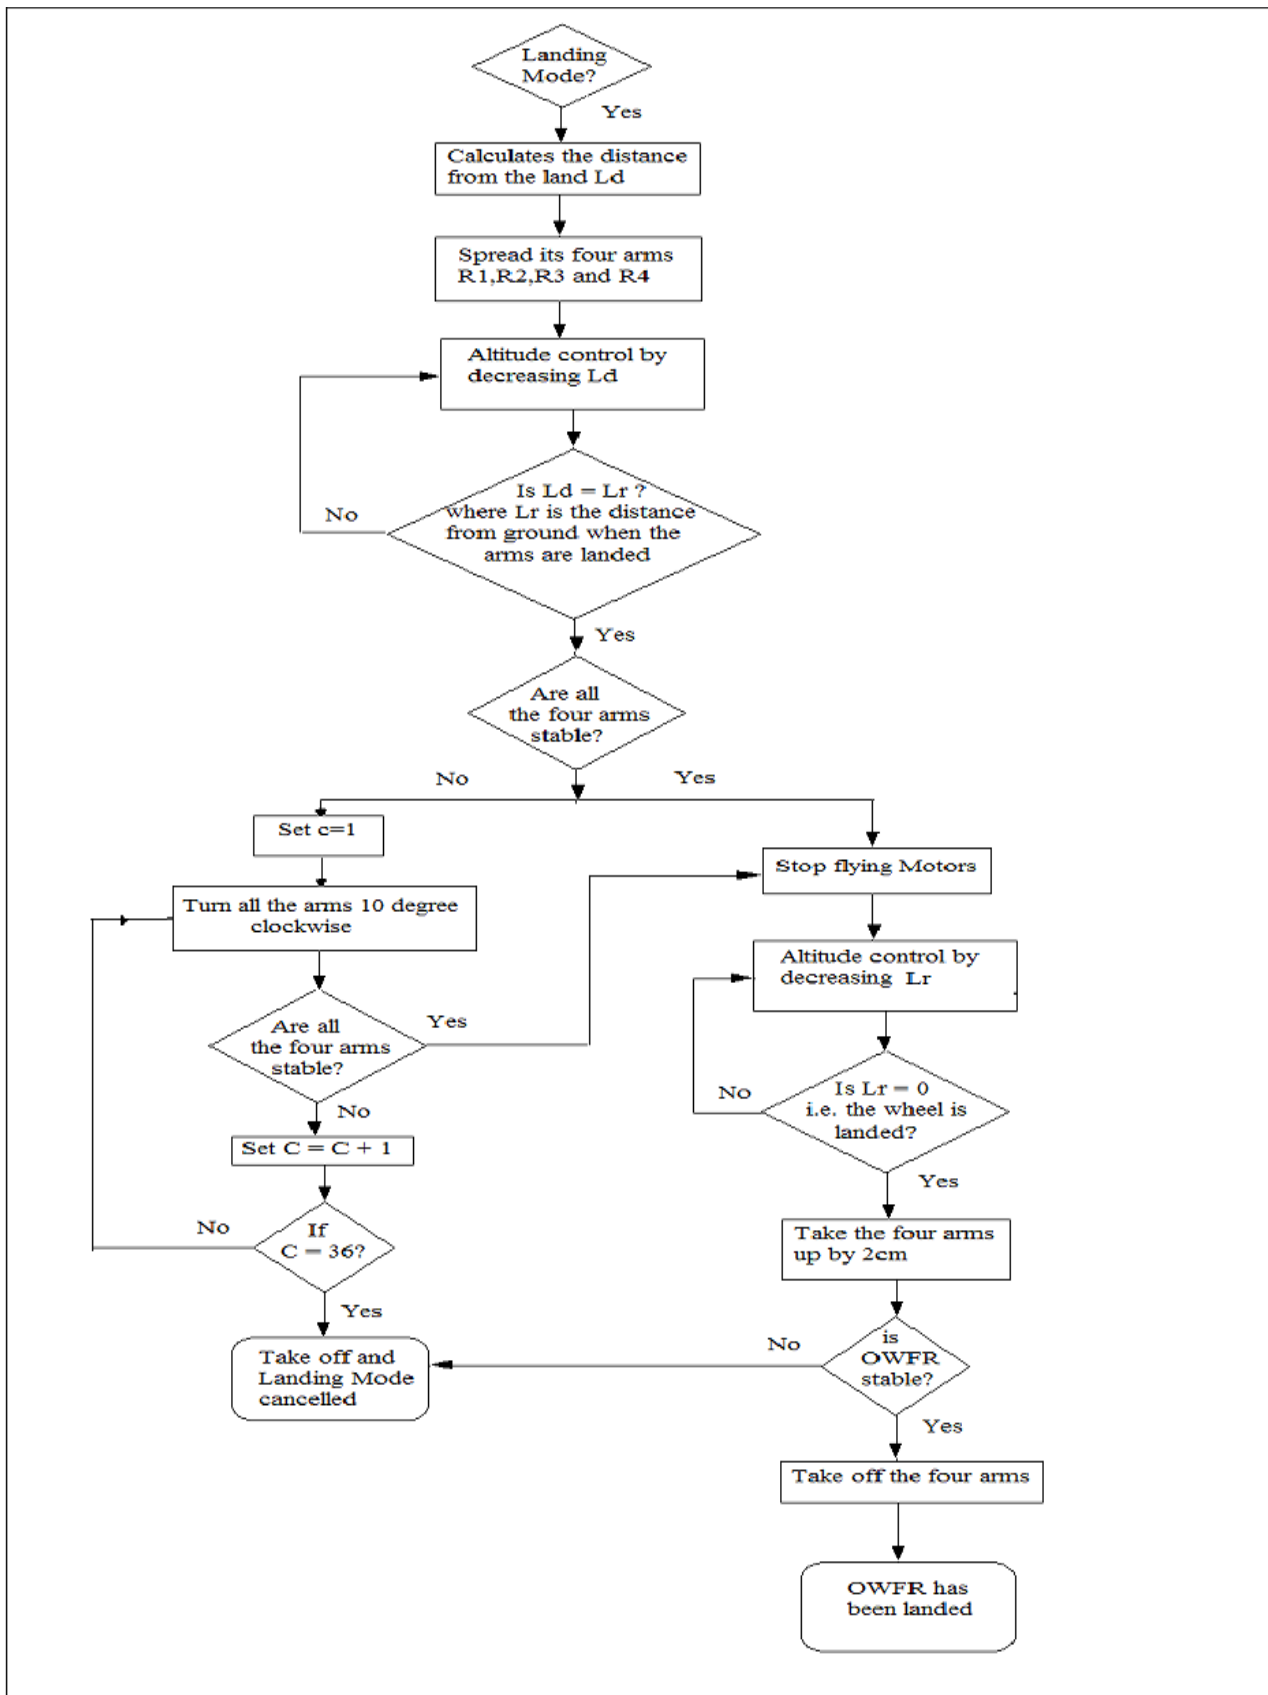 Landing
Mode?
Yes
Calculates the distance
from the land Ld
Spread its four arms
R1,R2,R3 and R4
Altitude control by
decreasing Ld
Is Ld = Lr ?
where Lr is the distance
from ground when the
arms are landed
No
Yes
Are all
the four arms
stable?
No
Yes
Set c=1
Stop flying Motors
Turn all the arms 10 degree
clockwise
Altitude control by
decreasing Lr
Are all
the four arms
stable?
Yes
No
Is Lr = 0
i.e. the wheel is
landed?
No
Yes
Set C = C + 1
If
C = 36?
No
Yes
Take the four arms
up by 2cm
Take off and
Landing Mode
cancelled
is
OWFR
stable?
No
Yes
Take off the four arms
OWFR has
been landed